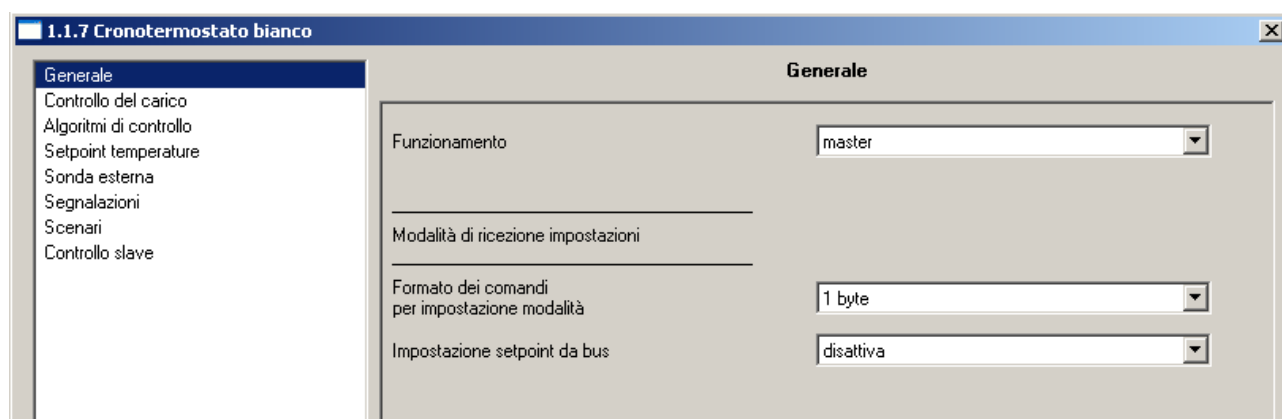 1.1.7 Cronotermostato bianco
Generale
Controllo del carico
Algoritmi di controllo
Setpoint temperature
Sonda esterna
Segnalazioni
Scenari
Controllo slave
Generale
Funzionamento
master
Modalità di ricezione impostazioni
Formato dei comandi
per impostazione modalità
1 byte
Impostazione setpoint da bus
disattiva